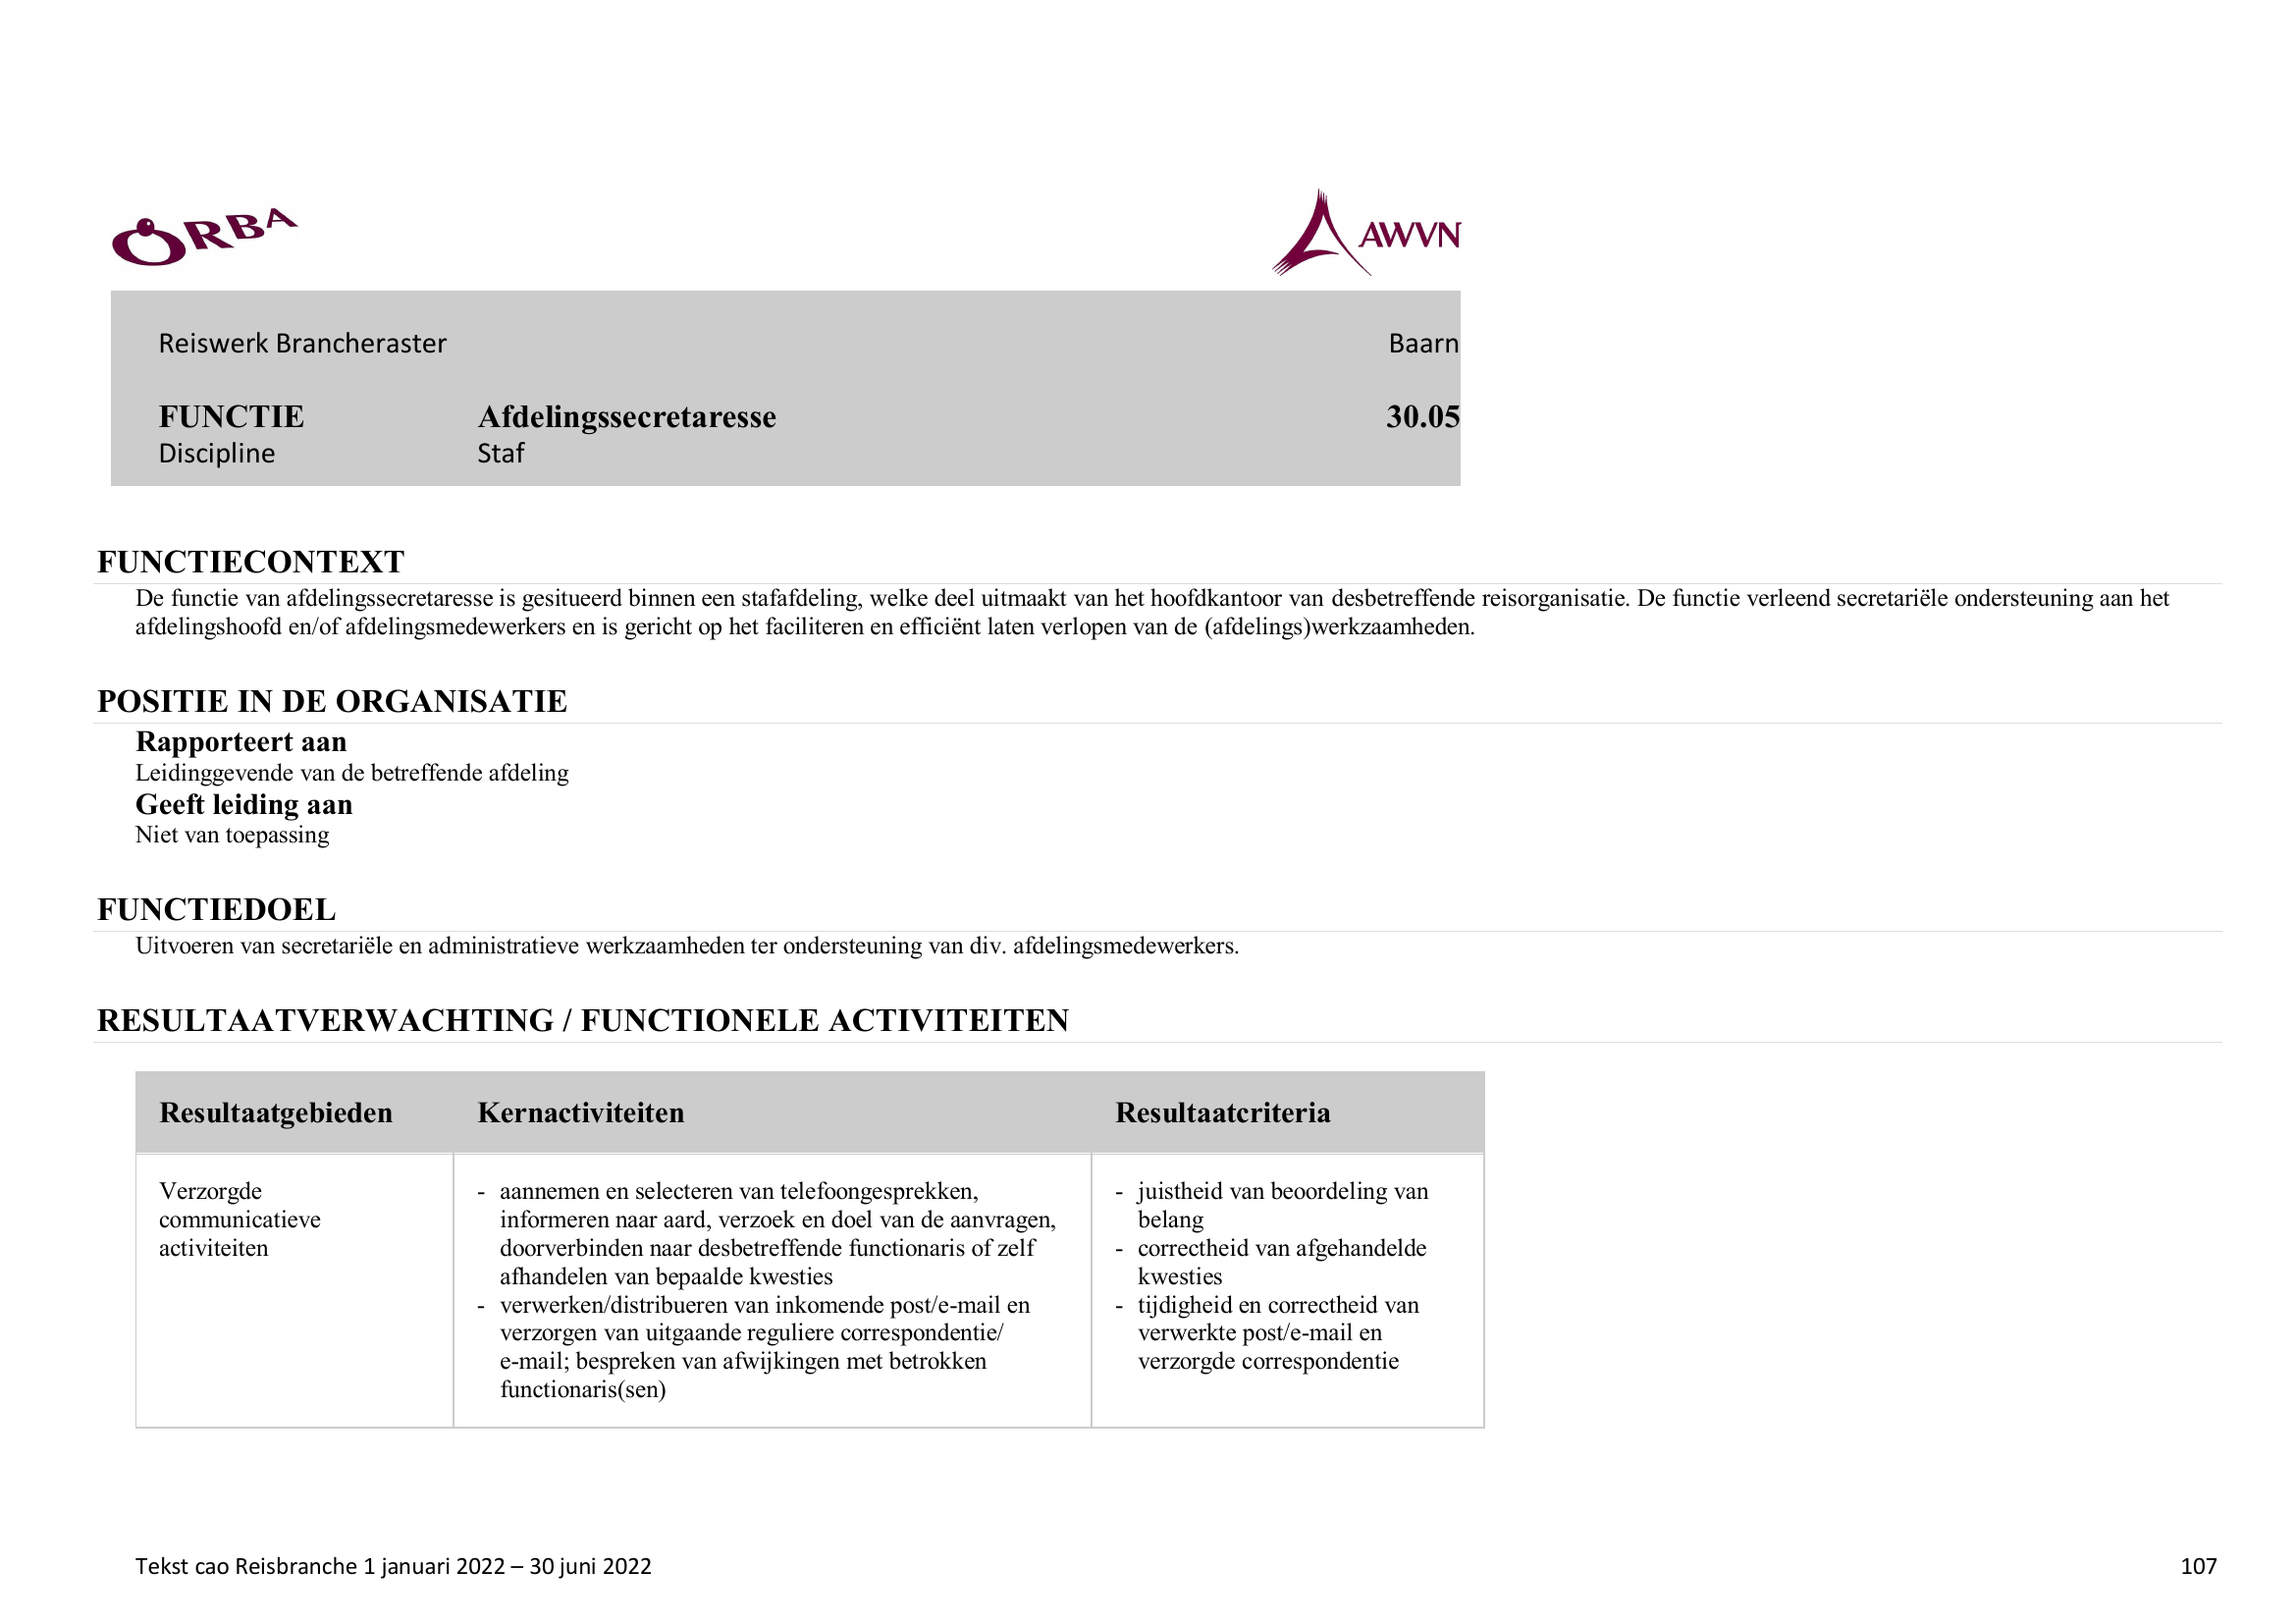 ORBA
AWVN
Reiswerk Brancheraster Baarn
FUNCTIE Afdelingssecretaresse 30.05
Discipline Staf
FUNCTIECONTEXT
De functie van afdelingssecretaresse is gesitueerd binnen een stafafdeling, welke deel uitmaakt van het hoofdkantoor van desbetreffende reisorganisatie. De functie verleend secretariële ondersteuning aan het
afdelingshoofd en/of afdelingsmedewerkers en is gericht op het faciliteren en efficiënt laten verlopen van de (afdelings)werkzaamheden.
POSITIE IN DE ORGANISATIE
Rapporteert aan
Leidinggevende van de betreffende afdeling
Geeft leiding aan
Niet van toepassing
FUNCTIEDOEL
Uitvoeren van secretariële en administratieve werkzaamheden ter ondersteuning van div. afdelingsmedewerkers.
RESULTAATVERWACHTING / FUNCTIONELE ACTIVITEITEN
Resultaatgebieden Kernactiviteiten Resultaatcriteria
Verzorgde
communicatieve
activiteiten
- aannemen en selecteren van telefoongesprekken,
informeren naar aard, verzoek en doel van de aanvragen,
doorverbinden naar desbetreffende functionaris of zelf
afhandelen van bepaalde kwesties
- verwerken/distribueren van inkomende post/e-mail en
verzorgen van uitgaande reguliere correspondentie/
e-mail; bespreken van afwijkingen met betrokken
functionaris(sen)
- juistheid van beoordeling van
belang
- correctheid van afgehandelde
kwesties
- tijdigheid en correctheid van
verwerkte post/e-mail en
verzorgde correspondentie
Tekst cao Reisbranche 1 januari 2022 – 30 juni 2022 107